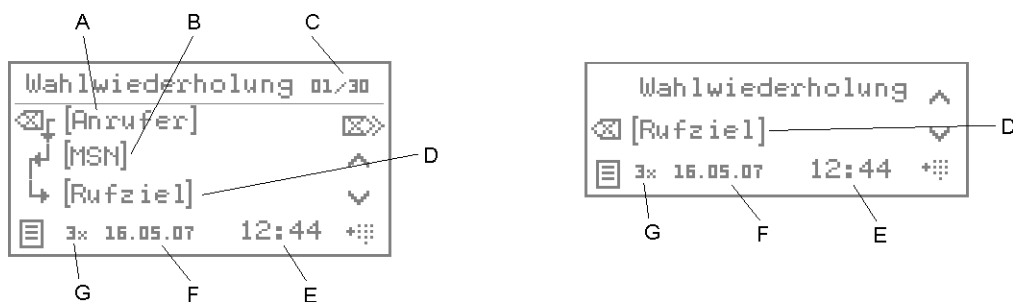 A B C
Wahlwiederholung 01/30
[Anrufer]
[MSN]
D
[Rufziel]
3x 16.05.07 12:44
G F E
Wahlwiederholung
[Rufziel]
D
3x 16.05.07 12:44
G F E